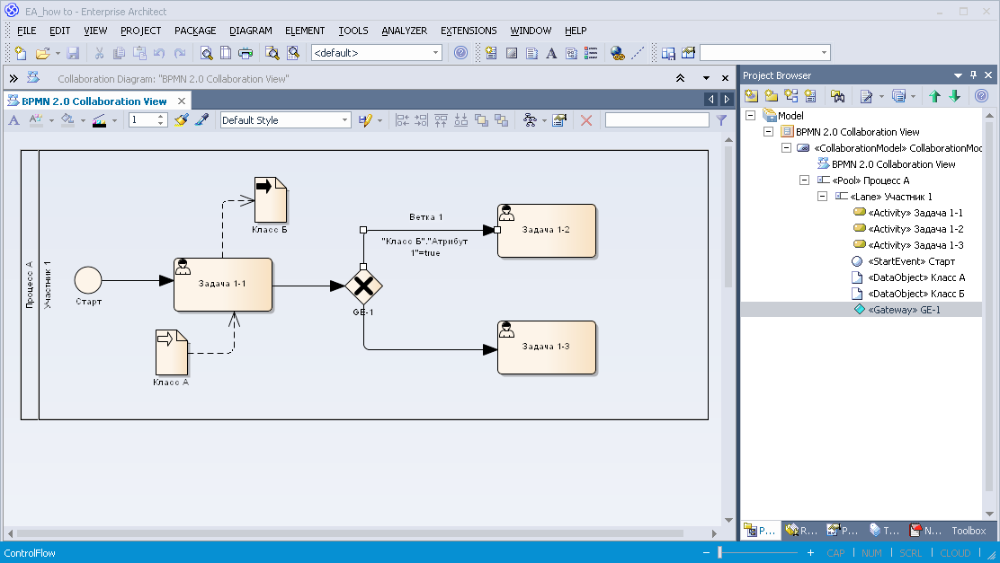 EA_how to - Enterprise Architect
FILE EDIT VIEW PROJECT PACKAGE DIAGRAM ELEMENT TOOLS ANALYZER EXTENSIONS WINDOW HELP
<default>
Collaboration Diagram: "BPMN 2.0 Collaboration View"
BPMN 2.0 Collaboration View
1
Default Style
Процесс А
Участник 1
Старт
Задача 1-1
Класс Б
Класс А
GE-1
Ветка 1
"Класс Б"."Атрибут
1"=true
Задача 1-2
Задача 1-3
Project Browser
Model
BPMN 2.0 Collaboration View
«CollaborationModel» CollaborationMoc
BPMN 2.0 Collaboration View
«Pool» Процесс А
«Lane» Участник 1
«Activity» Задача 1-1
«Activity» Задача 1-2
«Activity» Задача 1-3
«StartEvent» Старт
«DataObject» Класс А
«DataObject» Класс Б
«Gateway» GE-1
P... R... P... T... N... Toolbox
ControlFlow
CAP NUM SCRL CLOUD